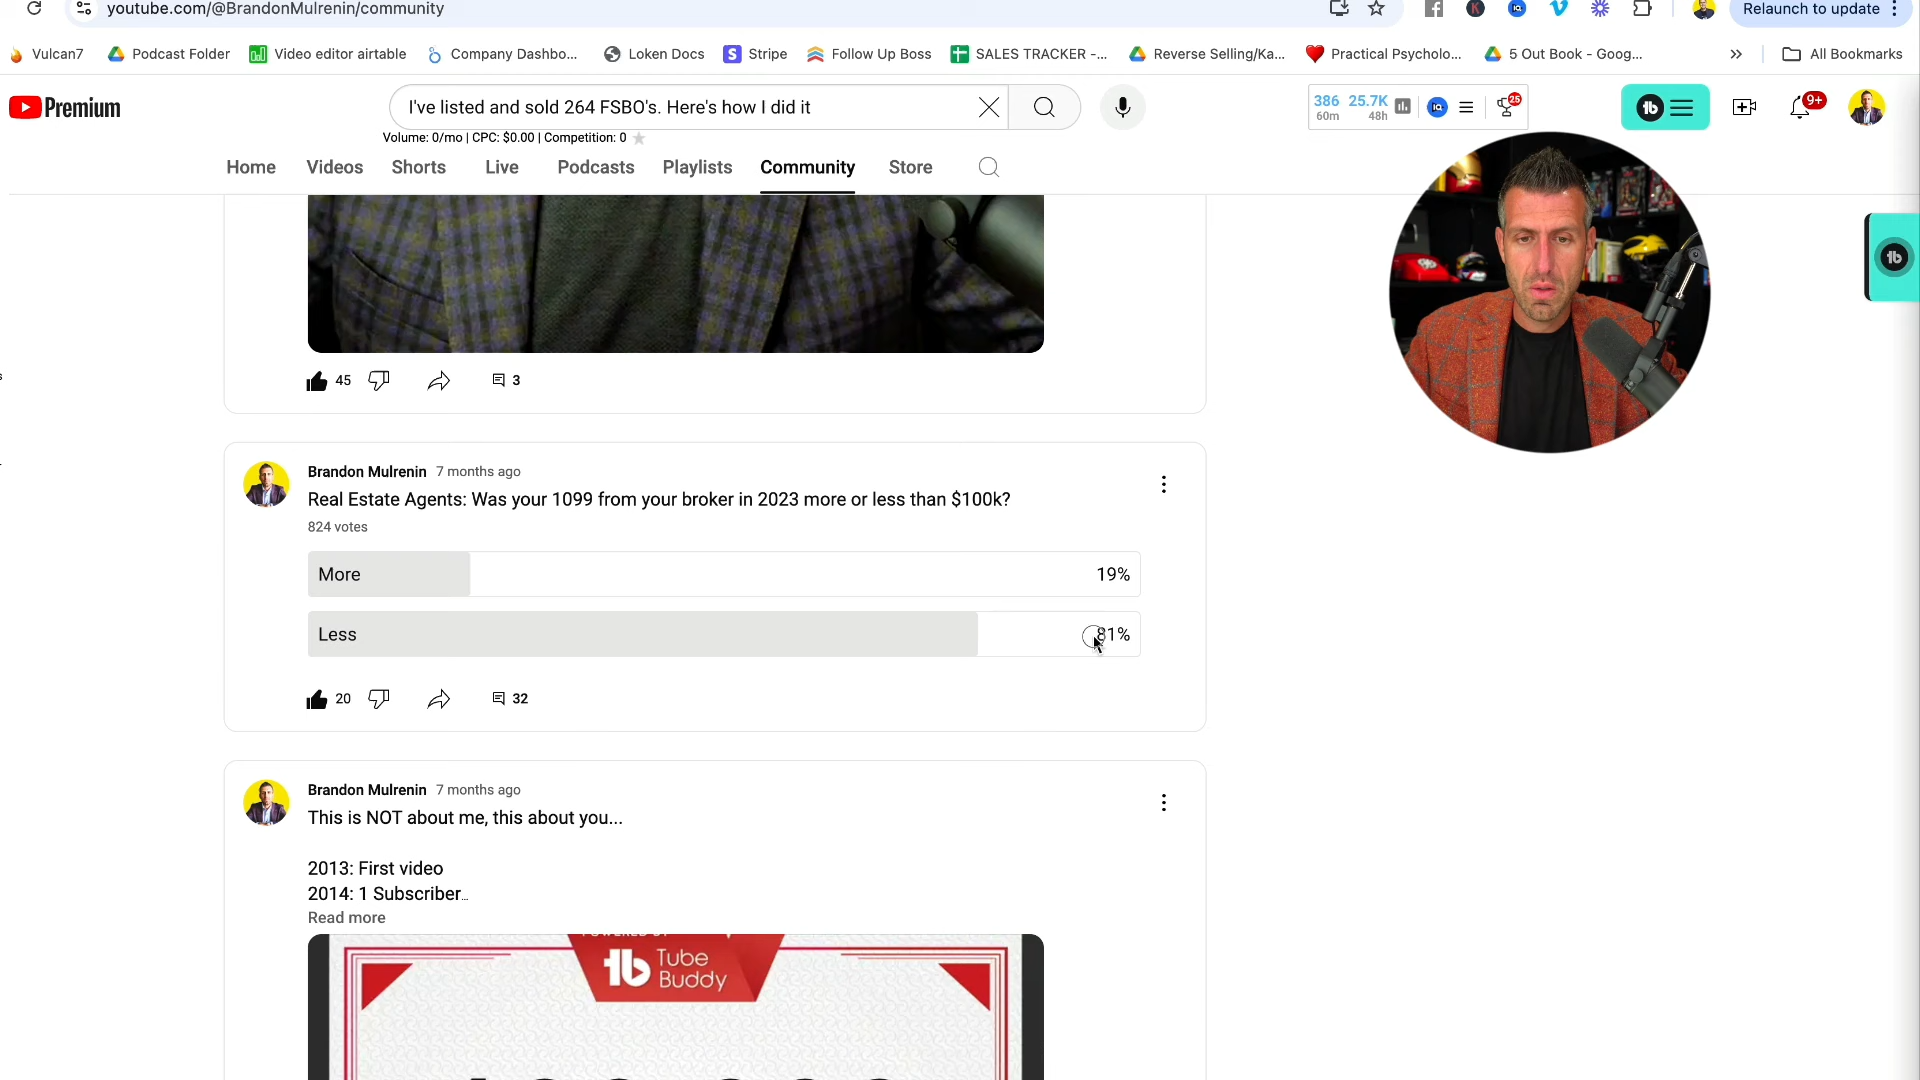 youtube.com/@BrandonMulrenin/community
Relaunch to update
Vulcan7
Podcast Folder
Video editor airtable
Company Dashbo...
Loken Docs
Stripe
Follow Up Boss
SALES TRACKER -...
Reverse Selling/Ka...
Practical Psycholo...
5 Out Book - Goog...
All Bookmarks
Premium
I've listed and sold 264 FSBO's. Here's how I did it
386 25.7K
60m 48h
25
9+
Volume: 0/mo | CPC: $0.00 | Competition: 0
Home Videos Shorts Live Podcasts Playlists Community Store
45 3
Brandon Mulrenin 7 months ago
Real Estate Agents: Was your 1099 from your broker in 2023 more or less than $100k?
824 votes
More 19%
Less 81%
20 32
Brandon Mulrenin 7 months ago
This is NOT about me, this about you...
2013: First video
2014: 1 Subscriber...
Read more
POWERED BY
Tube
Buddy